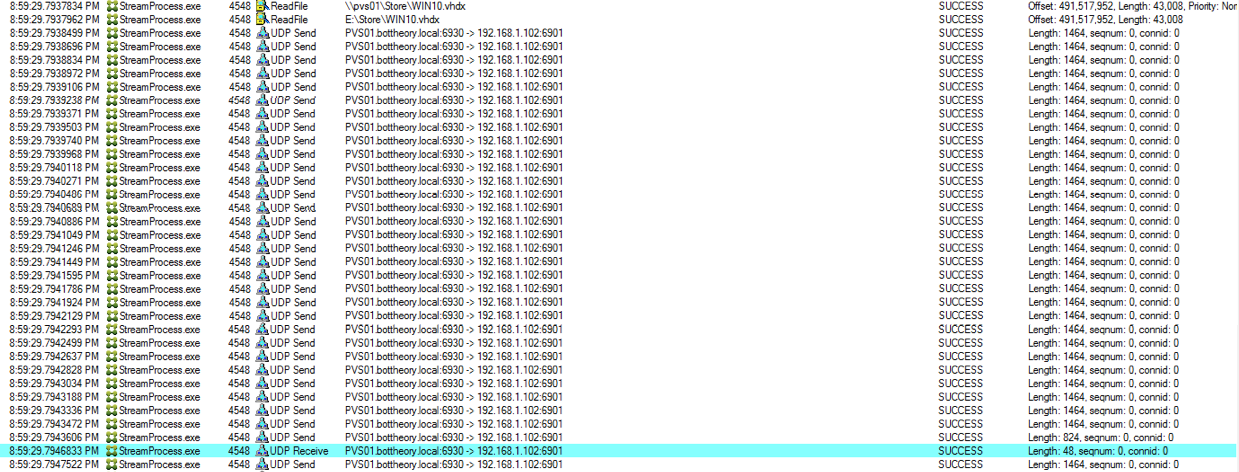 8:59:29.7937834 PM StreamProcess.exe 4548 ReadFile \\pvs01\Store\WIN10.vhdx SUCCESS Offset: 491,517,952, Length: 43,008, Priority: Nor
8:59:29.7937962 PM StreamProcess.exe 4548 ReadFile E:\Store\WIN10.vhdx SUCCESS Offset: 491,517,952, Length: 43,008
8:59:29.7938499 PM StreamProcess.exe 4548 UDP Send PVS01.bottheory.local:6930 -> 192.168.1.102:6901 SUCCESS Length: 1464, seqnum: 0, connid: 0
8:59:29.7938696 PM StreamProcess.exe 4548 UDP Send PVS01.bottheory.local:6930 -> 192.168.1.102:6901 SUCCESS Length: 1464, seqnum: 0, connid: 0
8:59:29.7938834 PM StreamProcess.exe 4548 UDP Send PVS01.bottheory.local:6930 -> 192.168.1.102:6901 SUCCESS Length: 1464, seqnum: 0, connid: 0
8:59:29.7938972 PM StreamProcess.exe 4548 UDP Send PVS01.bottheory.local:6930 -> 192.168.1.102:6901 SUCCESS Length: 1464, seqnum: 0, connid: 0
8:59:29.7939106 PM StreamProcess.exe 4548 UDP Send PVS01.bottheory.local:6930 -> 192.168.1.102:6901 SUCCESS Length: 1464, seqnum: 0, connid: 0
8:59:29.7939238 PM StreamProcess.exe 4548 UDP Send PVS01.bottheory.local:6930 -> 192.168.1.102:6901 SUCCESS Length: 1464, seqnum: 0, connid: 0
8:59:29.7939371 PM StreamProcess.exe 4548 UDP Send PVS01.bottheory.local:6930 -> 192.168.1.102:6901 SUCCESS Length: 1464, seqnum: 0, connid: 0
8:59:29.7939503 PM StreamProcess.exe 4548 UDP Send PVS01.bottheory.local:6930 -> 192.168.1.102:6901 SUCCESS Length: 1464, seqnum: 0, connid: 0
8:59:29.7939740 PM StreamProcess.exe 4548 UDP Send PVS01.bottheory.local:6930 -> 192.168.1.102:6901 SUCCESS Length: 1464, seqnum: 0, connid: 0
8:59:29.7939968 PM StreamProcess.exe 4548 UDP Send PVS01.bottheory.local:6930 -> 192.168.1.102:6901 SUCCESS Length: 1464, seqnum: 0, connid: 0
8:59:29.7940118 PM StreamProcess.exe 4548 UDP Send PVS01.bottheory.local:6930 -> 192.168.1.102:6901 SUCCESS Length: 1464, seqnum: 0, connid: 0
8:59:29.7940271 PM StreamProcess.exe 4548 UDP Send PVS01.bottheory.local:6930 -> 192.168.1.102:6901 SUCCESS Length: 1464, seqnum: 0, connid: 0
8:59:29.7940486 PM StreamProcess.exe 4548 UDP Send PVS01.bottheory.local:6930 -> 192.168.1.102:6901 SUCCESS Length: 1464, seqnum: 0, connid: 0
8:59:29.7940689 PM StreamProcess.exe 4548 UDP Send PVS01.bottheory.local:6930 -> 192.168.1.102:6901 SUCCESS Length: 1464, seqnum: 0, connid: 0
8:59:29.7940886 PM StreamProcess.exe 4548 UDP Send PVS01.bottheory.local:6930 -> 192.168.1.102:6901 SUCCESS Length: 1464, seqnum: 0, connid: 0
8:59:29.7941049 PM StreamProcess.exe 4548 UDP Send PVS01.bottheory.local:6930 -> 192.168.1.102:6901 SUCCESS Length: 1464, seqnum: 0, connid: 0
8:59:29.7941246 PM StreamProcess.exe 4548 UDP Send PVS01.bottheory.local:6930 -> 192.168.1.102:6901 SUCCESS Length: 1464, seqnum: 0, connid: 0
8:59:29.7941449 PM StreamProcess.exe 4548 UDP Send PVS01.bottheory.local:6930 -> 192.168.1.102:6901 SUCCESS Length: 1464, seqnum: 0, connid: 0
8:59:29.7941595 PM StreamProcess.exe 4548 UDP Send PVS01.bottheory.local:6930 -> 192.168.1.102:6901 SUCCESS Length: 1464, seqnum: 0, connid: 0
8:59:29.7941786 PM StreamProcess.exe 4548 UDP Send PVS01.bottheory.local:6930 -> 192.168.1.102:6901 SUCCESS Length: 1464, seqnum: 0, connid: 0
8:59:29.7941924 PM StreamProcess.exe 4548 UDP Send PVS01.bottheory.local:6930 -> 192.168.1.102:6901 SUCCESS Length: 1464, seqnum: 0, connid: 0
8:59:29.7942129 PM StreamProcess.exe 4548 UDP Send PVS01.bottheory.local:6930 -> 192.168.1.102:6901 SUCCESS Length: 1464, seqnum: 0, connid: 0
8:59:29.7942293 PM StreamProcess.exe 4548 UDP Send PVS01.bottheory.local:6930 -> 192.168.1.102:6901 SUCCESS Length: 1464, seqnum: 0, connid: 0
8:59:29.7942499 PM StreamProcess.exe 4548 UDP Send PVS01.bottheory.local:6930 -> 192.168.1.102:6901 SUCCESS Length: 1464, seqnum: 0, connid: 0
8:59:29.7942637 PM StreamProcess.exe 4548 UDP Send PVS01.bottheory.local:6930 -> 192.168.1.102:6901 SUCCESS Length: 1464, seqnum: 0, connid: 0
8:59:29.7942828 PM StreamProcess.exe 4548 UDP Send PVS01.bottheory.local:6930 -> 192.168.1.102:6901 SUCCESS Length: 1464, seqnum: 0, connid: 0
8:59:29.7943034 PM StreamProcess.exe 4548 UDP Send PVS01.bottheory.local:6930 -> 192.168.1.102:6901 SUCCESS Length: 1464, seqnum: 0, connid: 0
8:59:29.7943188 PM StreamProcess.exe 4548 UDP Send PVS01.bottheory.local:6930 -> 192.168.1.102:6901 SUCCESS Length: 1464, seqnum: 0, connid: 0
8:59:29.7943336 PM StreamProcess.exe 4548 UDP Send PVS01.bottheory.local:6930 -> 192.168.1.102:6901 SUCCESS Length: 1464, seqnum: 0, connid: 0
8:59:29.7943472 PM StreamProcess.exe 4548 UDP Send PVS01.bottheory.local:6930 -> 192.168.1.102:6901 SUCCESS Length: 1464, seqnum: 0, connid: 0
8:59:29.7943606 PM StreamProcess.exe 4548 UDP Send PVS01.bottheory.local:6930 -> 192.168.1.102:6901 SUCCESS Length: 824, seqnum: 0, connid: 0
8:59:29.7946833 PM StreamProcess.exe 4548 UDP Receive PVS01.bottheory.local:6930 -> 192.168.1.102:6901 SUCCESS Length: 48, seqnum: 0, connid: 0
8:59:29.7947522 PM StreamProcess.exe 4548 UDP Send PVS01.bottheory.local:6930 -> 192.168.1.102:6901 SUCCESS Length: 1464, seqnum: 0, connid: 0